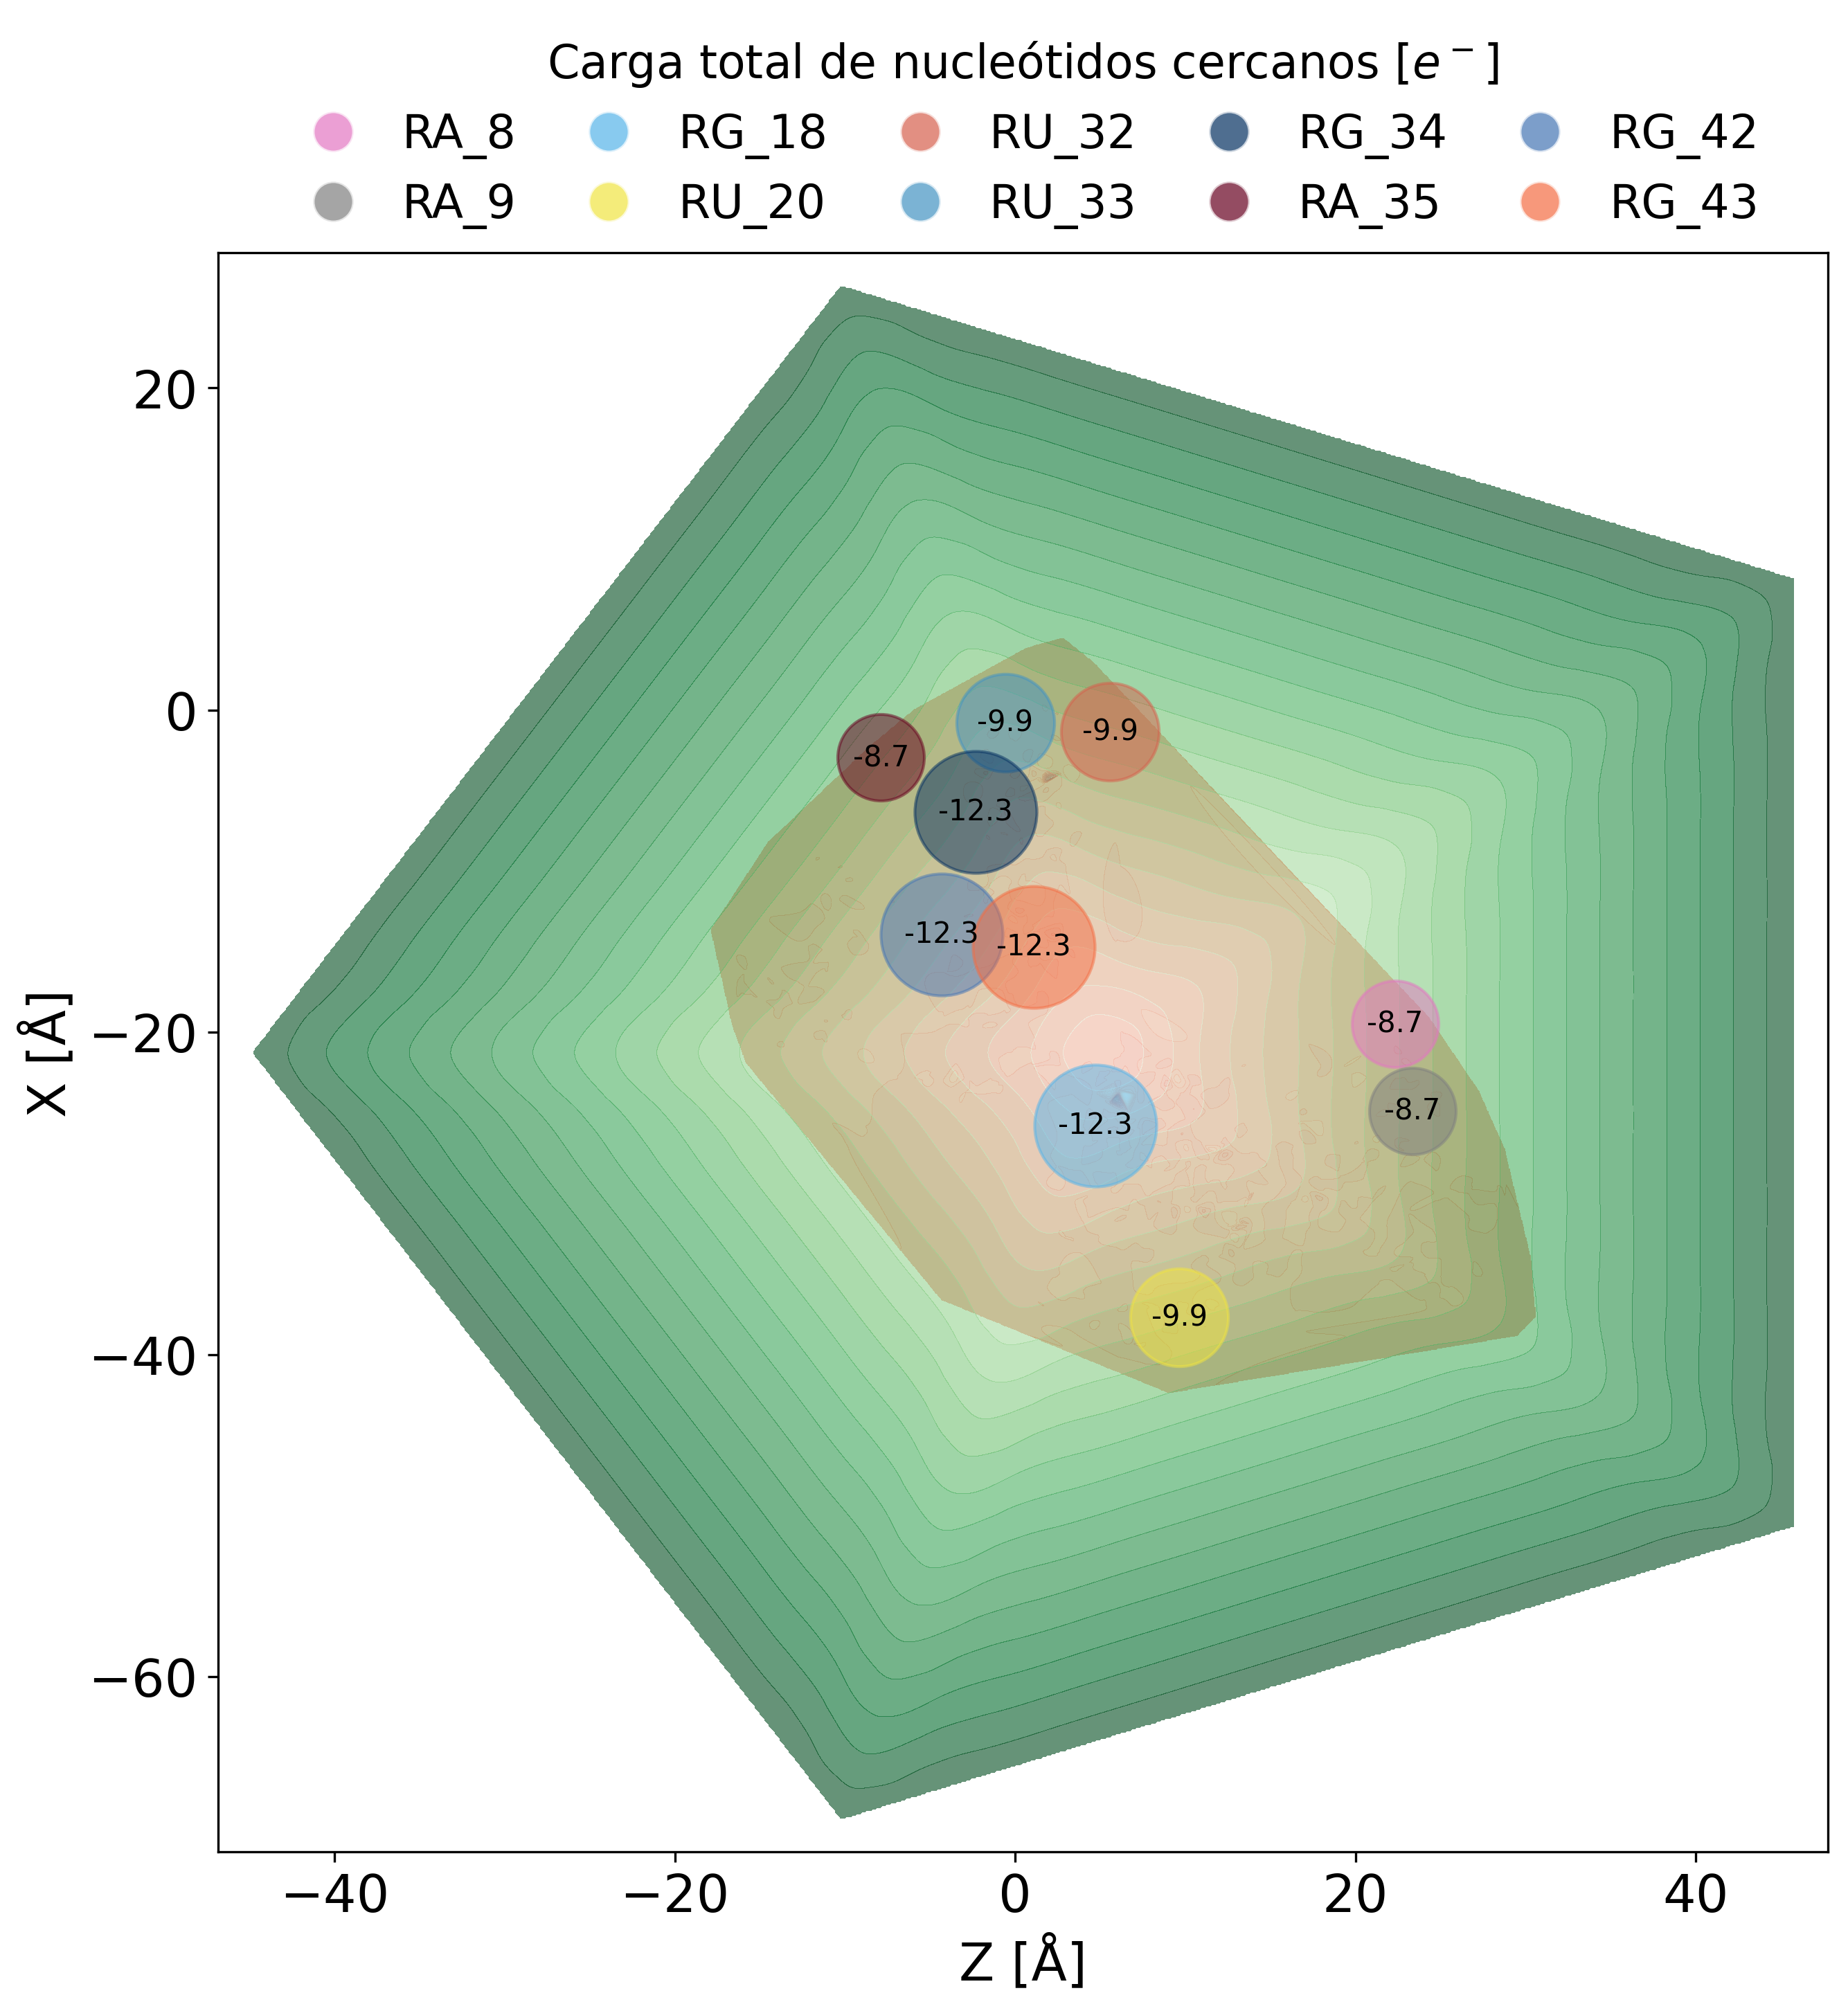 Carga total de nucleótidos cercanos [e⁻]
RA_8 RG_18 RU_32 RG_34 RG_42
RA_9 RU_20 RU_33 RA_35 RG_43
20
0
−20
−40
−60
X [Å]
-9.9
-9.9
-8.7
-12.3
-12.3
-12.3
-8.7
-8.7
-12.3
-9.9
−40 −20 0 20 40
Z [Å]